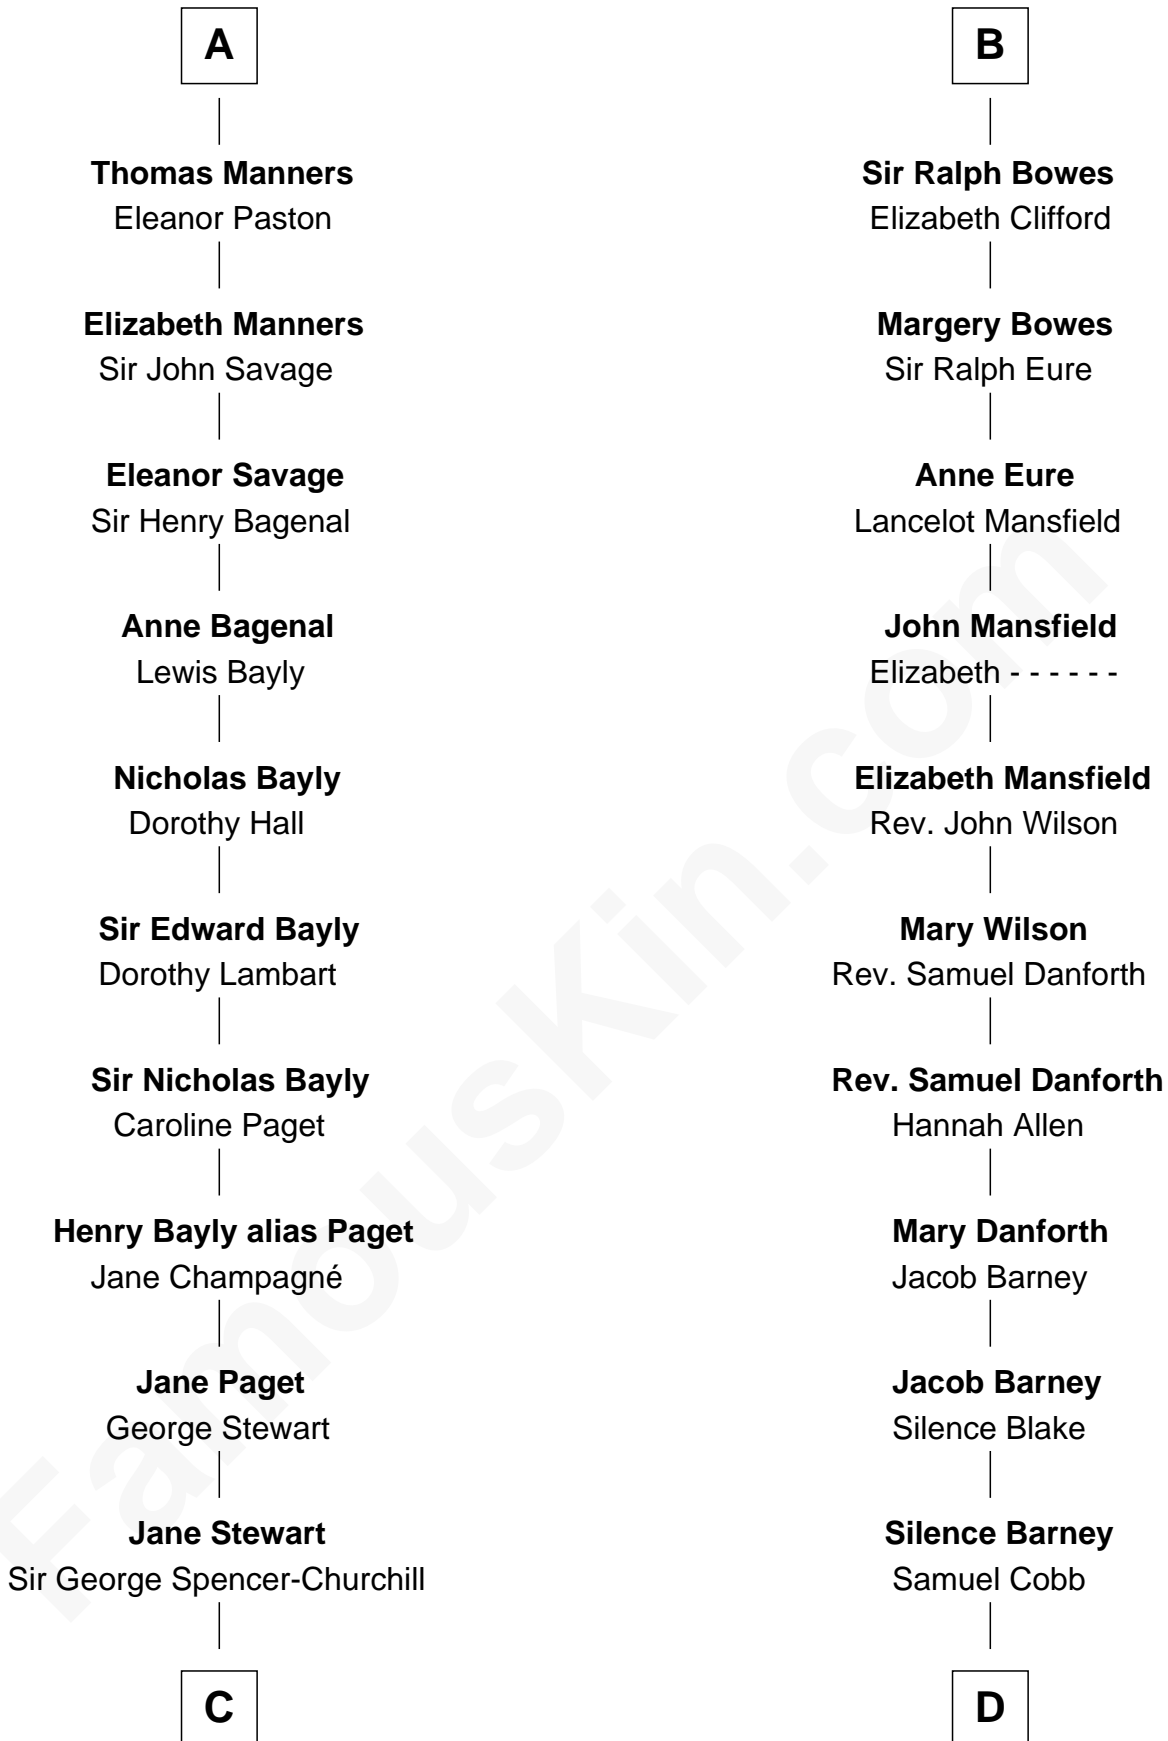 A
Thomas Manners
Eleanor Paston
Elizabeth Manners
Sir John Savage
Eleanor Savage
Sir Henry Bagenal
Anne Bagenal
Lewis Bayly
Nicholas Bayly
Dorothy Hall
Sir Edward Bayly
Dorothy Lambart
Sir Nicholas Bayly
Caroline Paget
Henry Bayly alias Paget
Jane Champagné
Jane Paget
George Stewart
Jane Stewart
Sir George Spencer-Churchill
C
B
Sir Ralph Bowes
Elizabeth Clifford
Margery Bowes
Sir Ralph Eure
Anne Eure
Lancelot Mansfield
John Mansfield
Elizabeth - - - - - -
Elizabeth Mansfield
Rev. John Wilson
Mary Wilson
Rev. Samuel Danforth
Rev. Samuel Danforth
Hannah Allen
Mary Danforth
Jacob Barney
Jacob Barney
Silence Blake
Silence Barney
Samuel Cobb
D
FamousKin.com